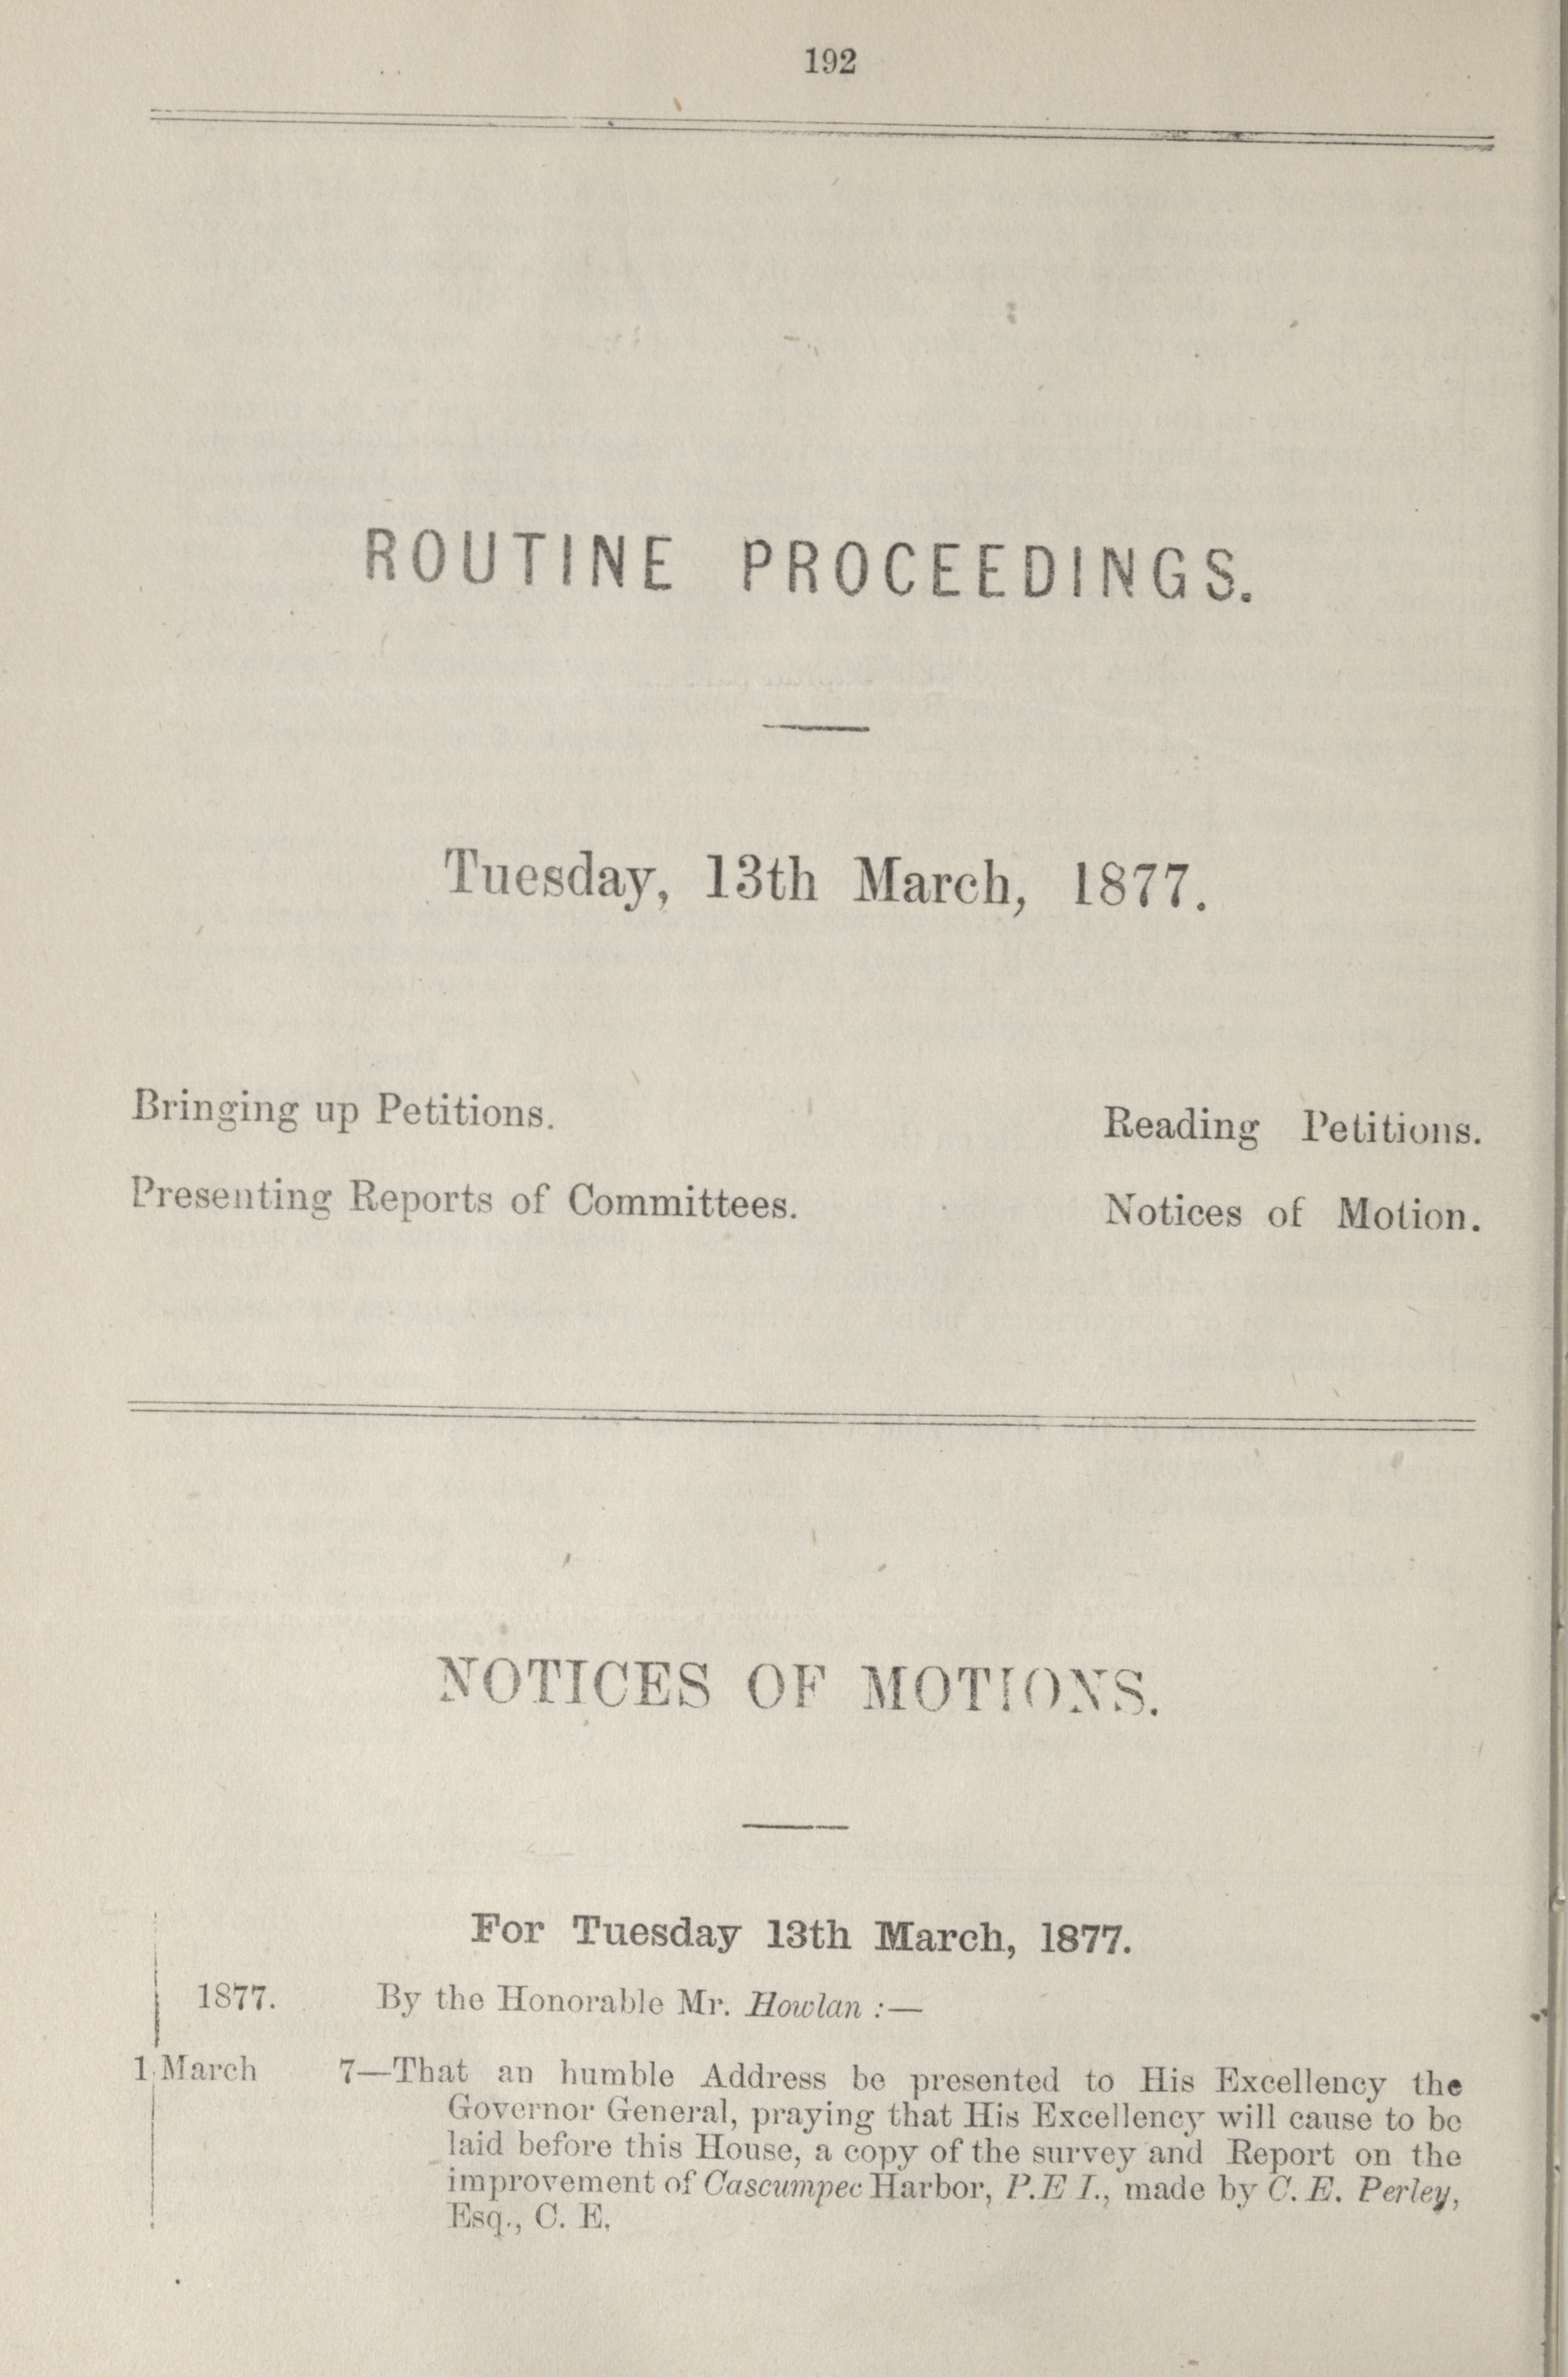 192
ROUTINE PROCEEDINGS.
Tuesday, 13th March, 1877.
Bringing up Petitions. Reading Petitions.
Presenting Reports of Committees. Notices of Motion.
NOTICES OF MOTIONS.
For Tuesday 13th March, 1877.
1877. By the Honorable Mr. Howlan :—
1 March 7—That an humble Address be presented to His Excellency the
Governor General, praying that His Excellency will cause to be
laid before this House, a copy of the survey and Report on the
improvement of Cascumpec Harbor, P.E I., made by C. E. Perley,
Esq., C. E.